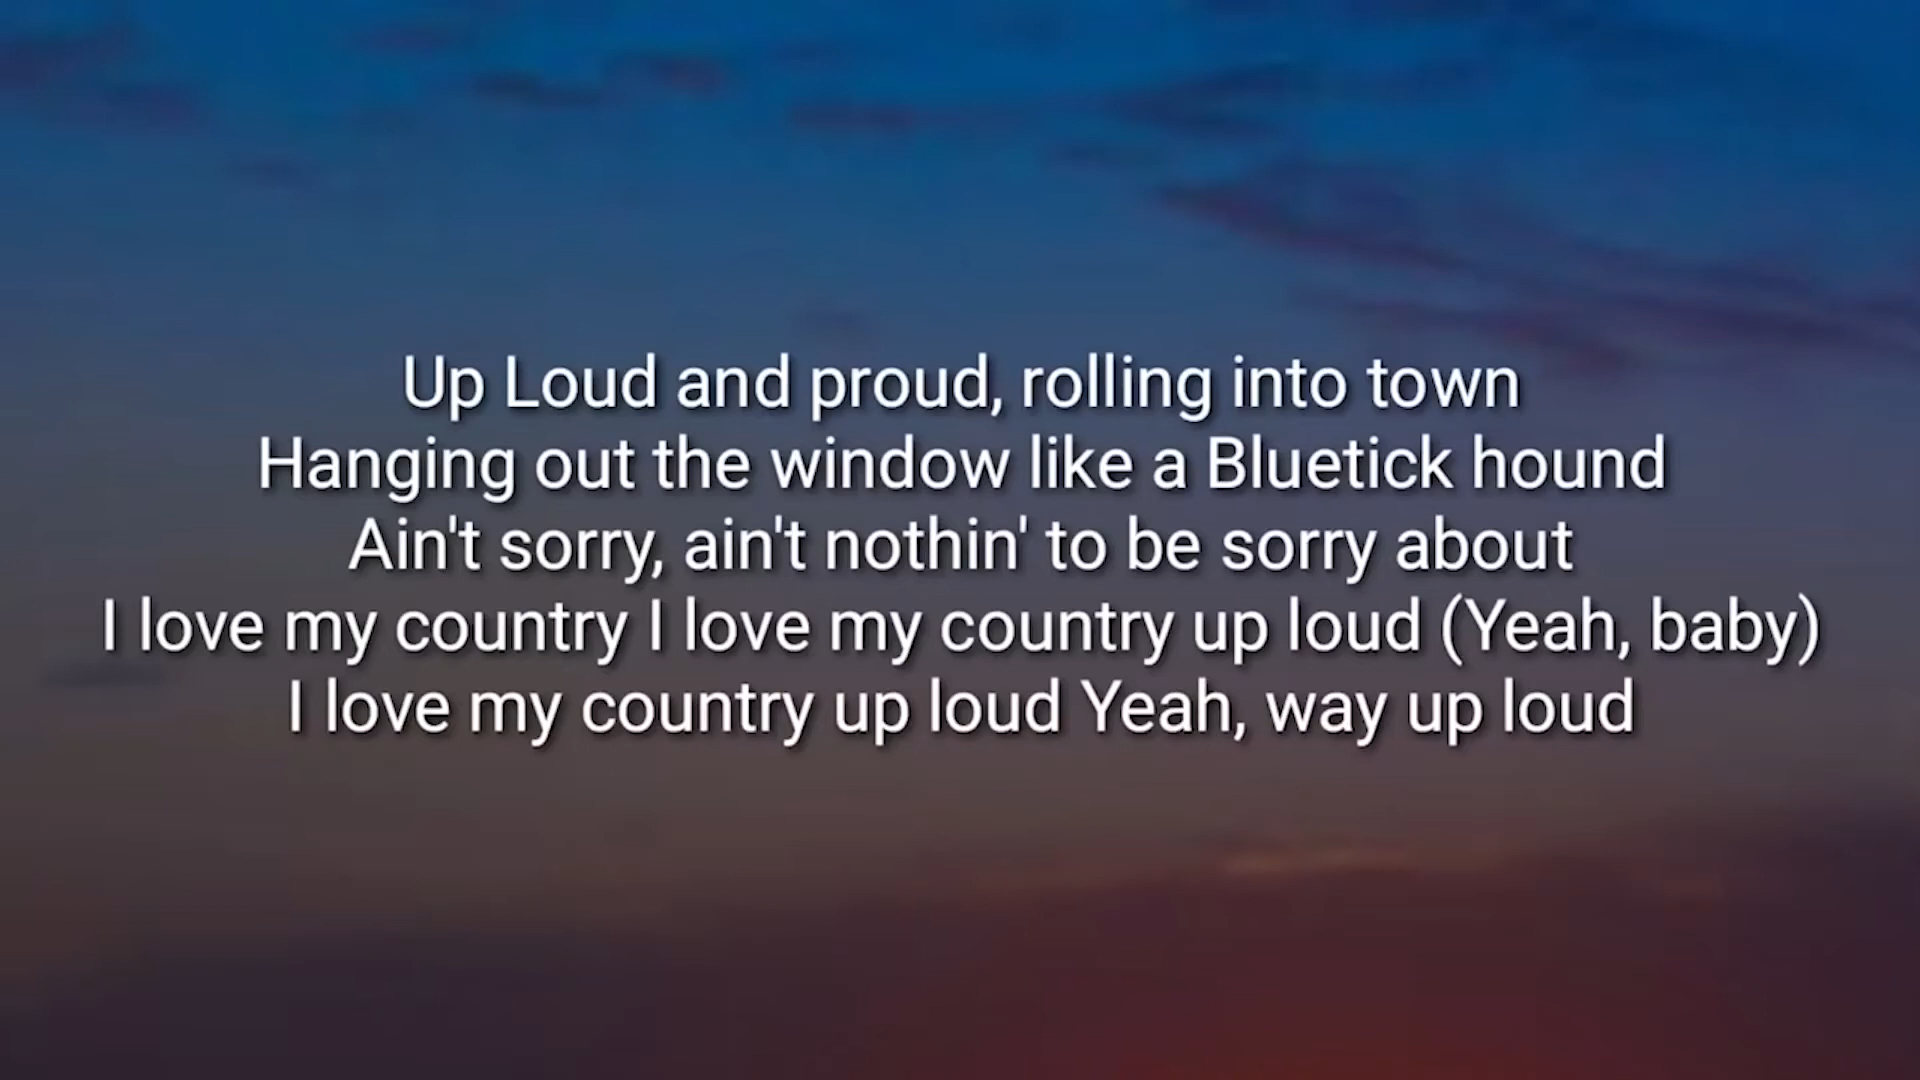 Up Loud and proud, rolling into town
Hanging out the window like a Bluetick hound
Ain't sorry, ain't nothin' to be sorry about
I love my country I love my country up loud (Yeah, baby)
I love my country up loud Yeah, way up loud